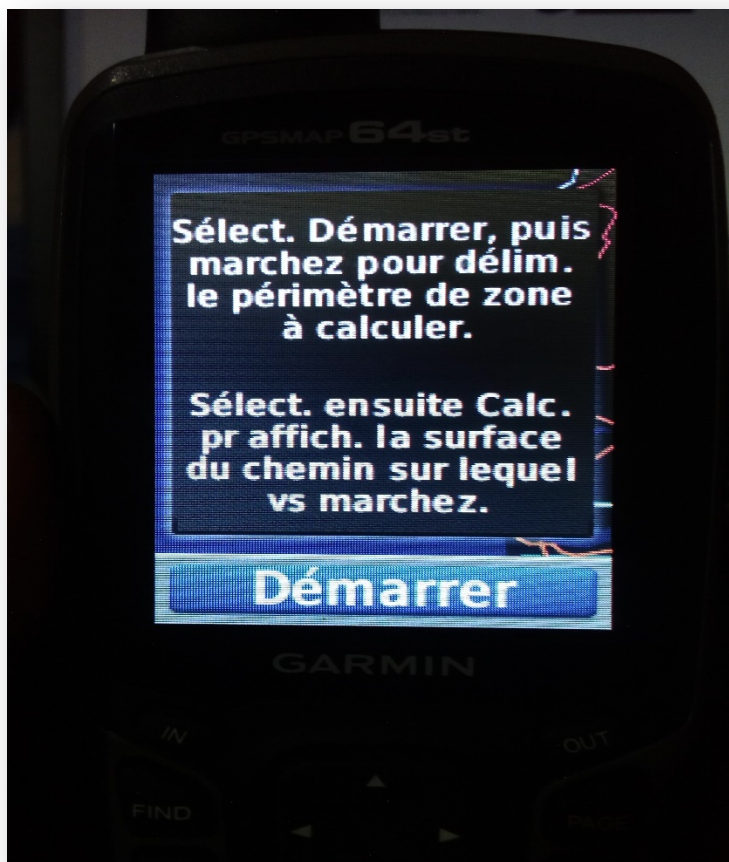 GPSMAP 64st
Sélect. Démarrer, puis
marchez pour délim.
le périmètre de zone
à calculer.
Sélect. ensuite Calc.
pr affich. la surface
du chemin sur lequel
vs marchez.
Démarrer
GARMIN
IN
OUT
FIND
PAGE